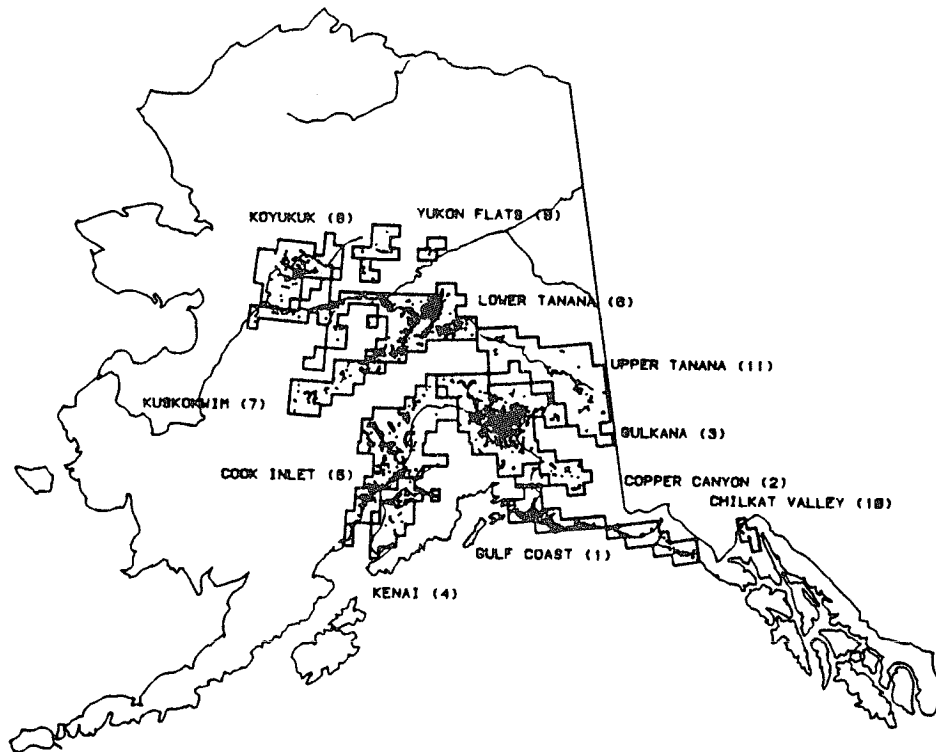 KOYUKUK (8)
YUKON FLATS (9)
LOWER TANANA (6)
UPPER TANANA (11)
KUSKOKWIM (7)
GULKANA (3)
COOK INLET (5)
COPPER CANYON (2)
CHILKAT VALLEY (10)
GULF COAST (1)
KENAI (4)